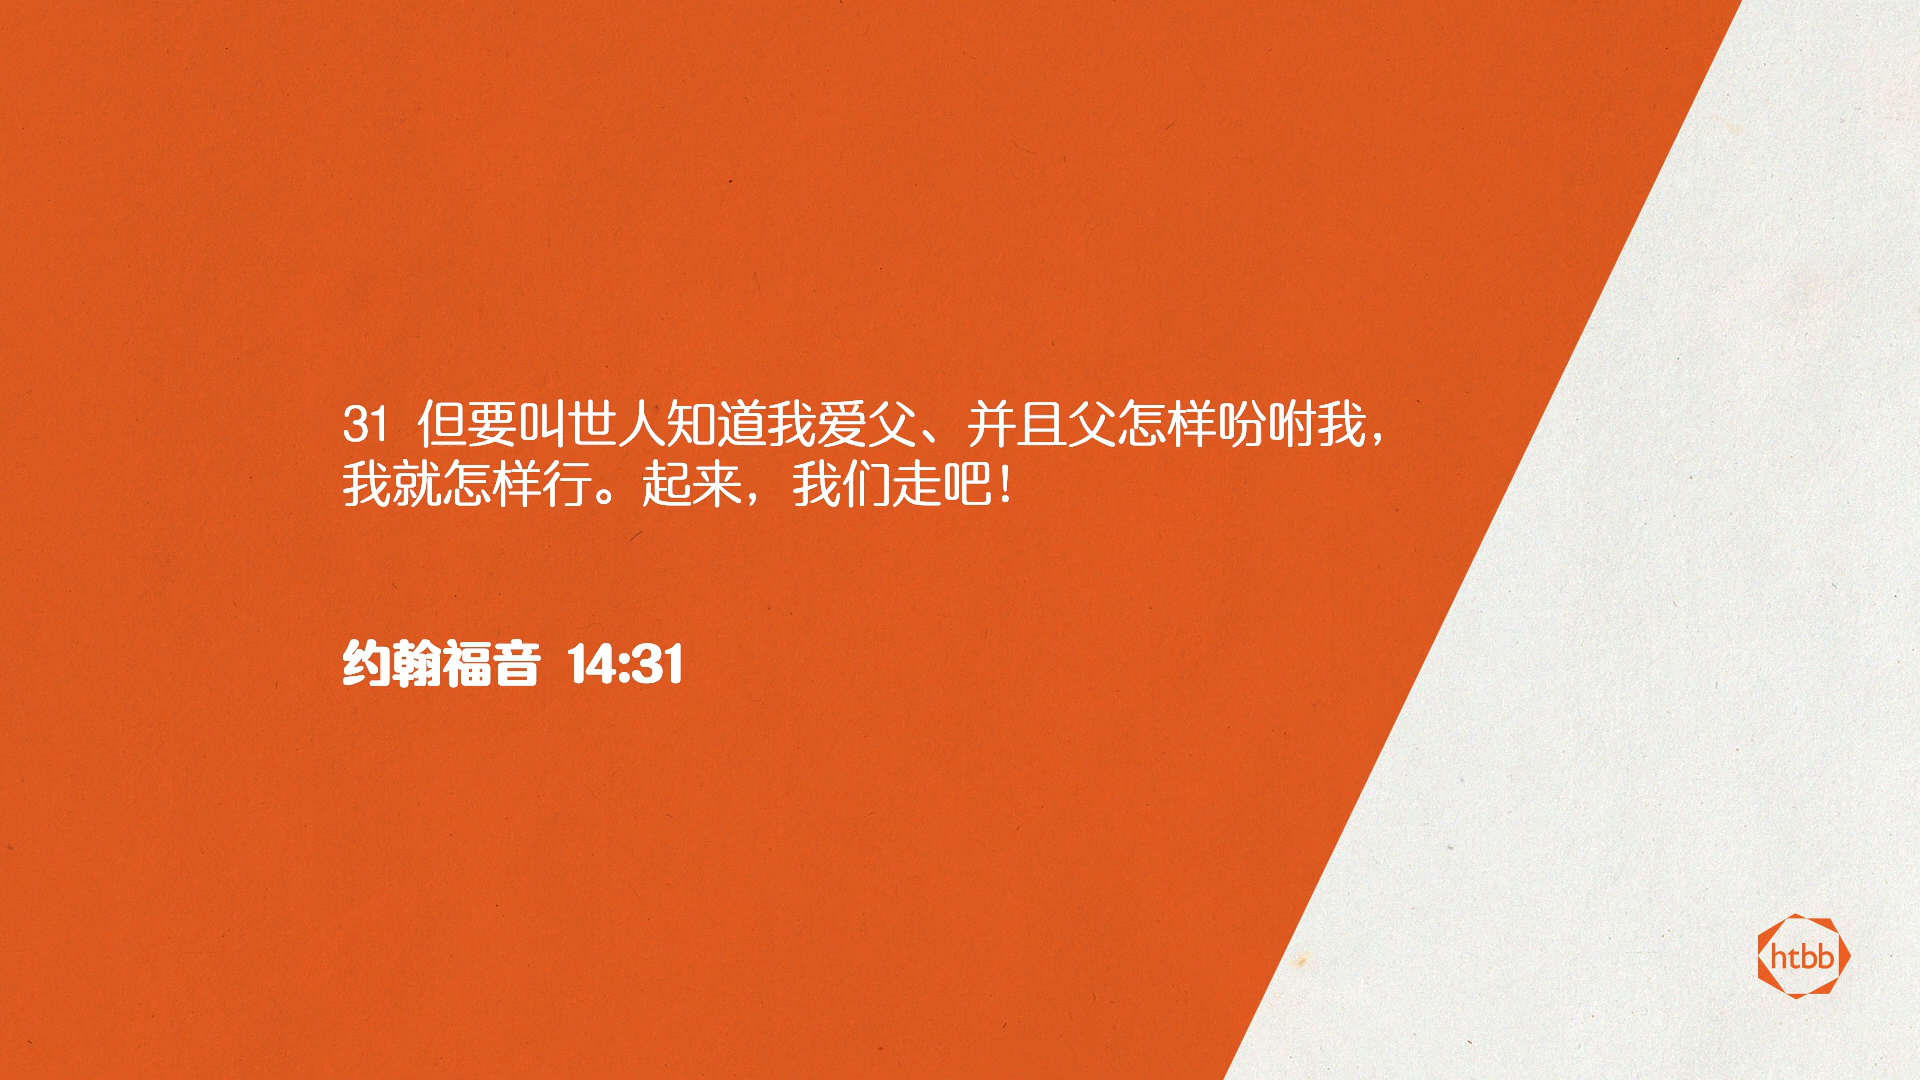 31 但要叫世人知道我爱父、并且父怎样吩咐我，
我就怎样行。起来，我们走吧！
约翰福音 14:31
htbb